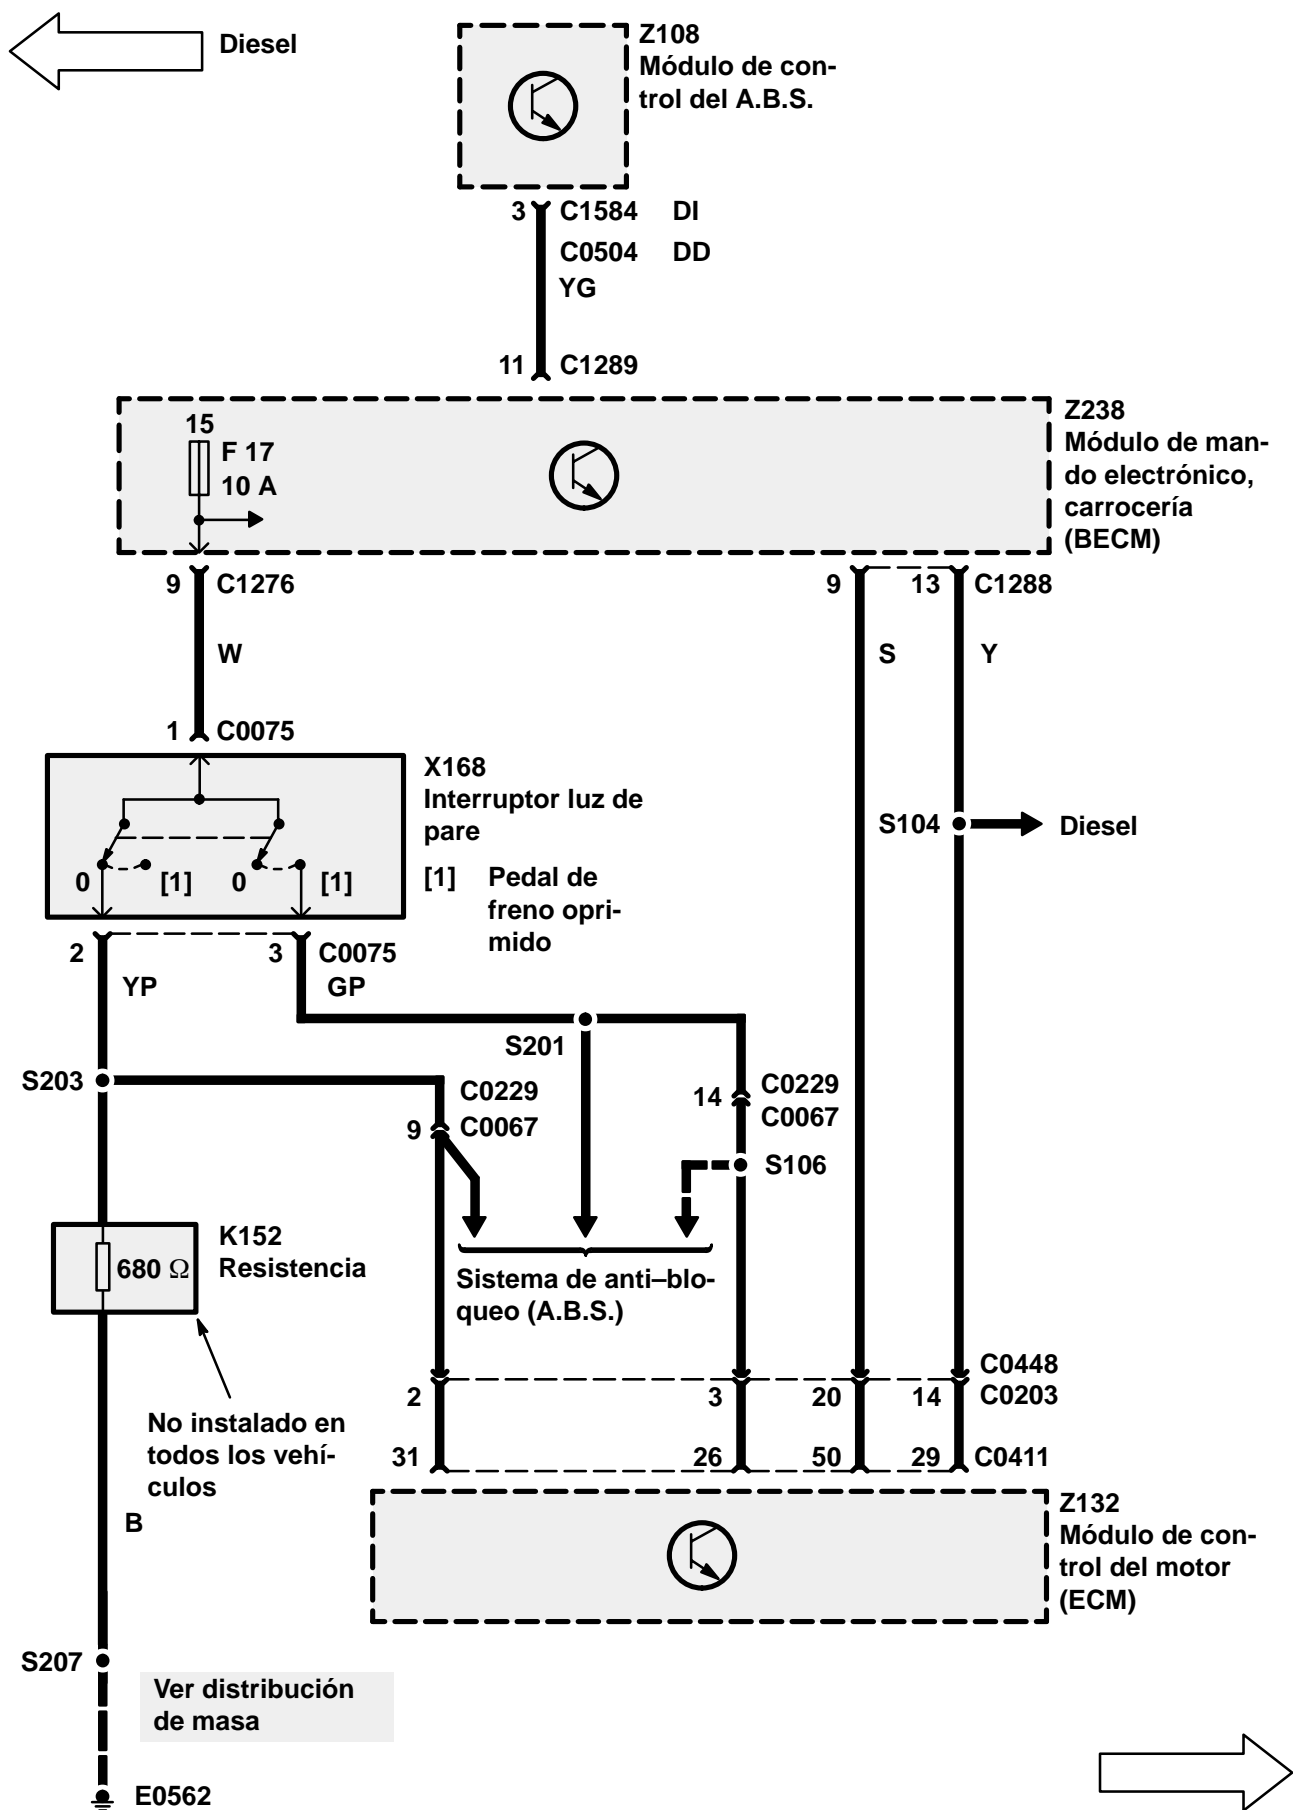 Diesel
Z108
Módulo de con-
trol del A.B.S.
3 C1584 DI
C0504 DD
YG
11 C1289
15
F 17
10 A
Z238
Módulo de man-
do electrónico,
carrocería
(BECM)
9 C1276
9 13 C1288
W
S Y
1 C0075
X168
Interruptor luz de
pare
[1] Pedal de
freno opri-
mido
0 [1] 0 [1]
S104 Diesel
2 3 C0075
YP GP
S201
S203
C0229
9 C0067
14 C0229
C0067
S106
K152
Resistencia
680 Ω
Sistema de anti–blo-
queo (A.B.S.)
No instalado en
todos los vehí-
culos
C0448
2 3 20 14 C0203
31 26 50 29 C0411
B
Z132
Módulo de con-
trol del motor
(ECM)
S207
Ver distribución
de masa
E0562